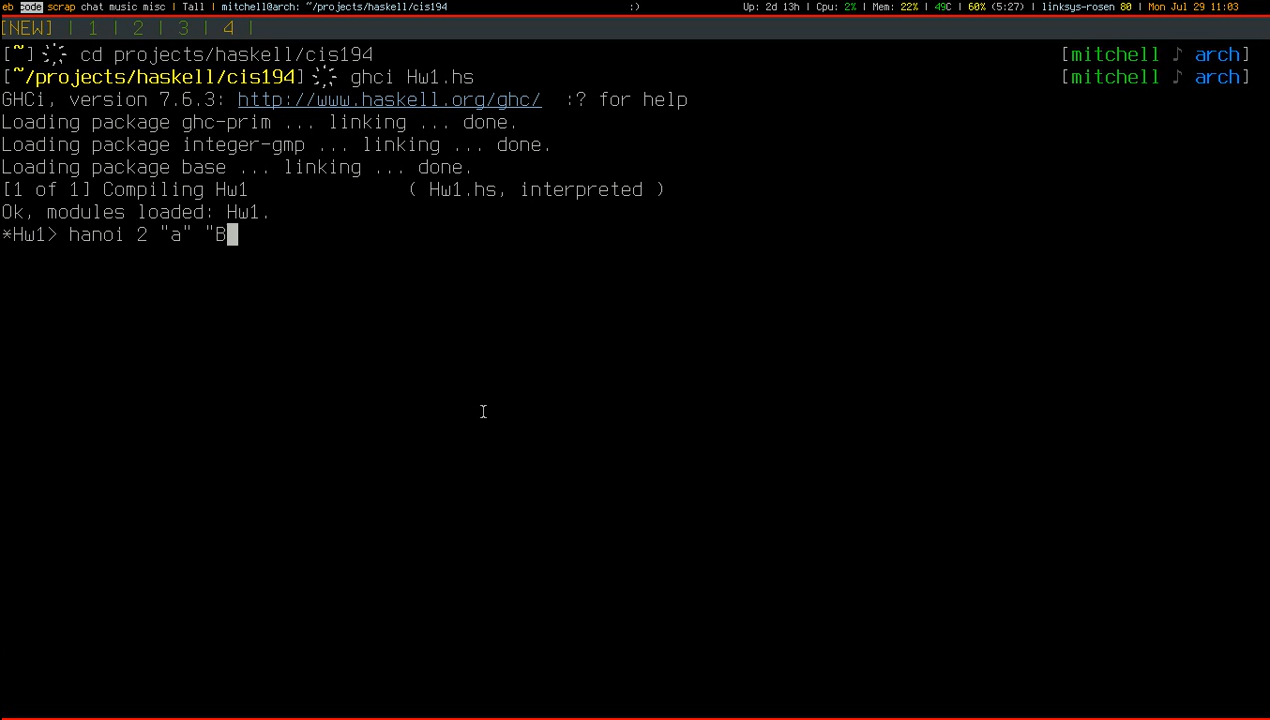 eb code scrap chat music misc | Tall | mitchell@arch: ~/projects/haskell/cis194 :) Up: 2d 13h | Cpu: 2% | Mem: 22% | 49C | 60% (5:27) | linksys-rosen 80 | Mon Jul 29 11:03
[NEW] | 1 | 2 | 3 | 4 |
[~] cd projects/haskell/cis194 [mitchell ♪ arch]
[~/projects/haskell/cis194] ghci Hw1.hs [mitchell ♪ arch]
GHCi, version 7.6.3: http://www.haskell.org/ghc/ :? for help
Loading package ghc-prim ... linking ... done.
Loading package integer-gmp ... linking ... done.
Loading package base ... linking ... done.
[1 of 1] Compiling Hw1 ( Hw1.hs, interpreted )
Ok, modules loaded: Hw1.
*Hw1> hanoi 2 "a" "B